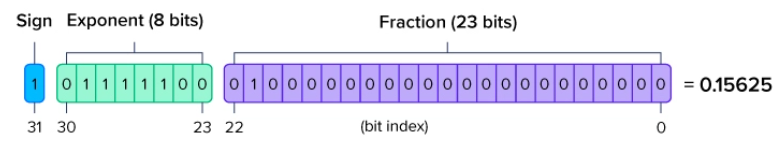 Sign Exponent (8 bits) Fraction (23 bits)
1 0 1 1 1 1 1 0 0 0 1 0 0 0 0 0 0 0 0 0 0 0 0 0 0 0 0 0 0 0 0 0 = 0.15625
31 30 23 22 (bit index) 0